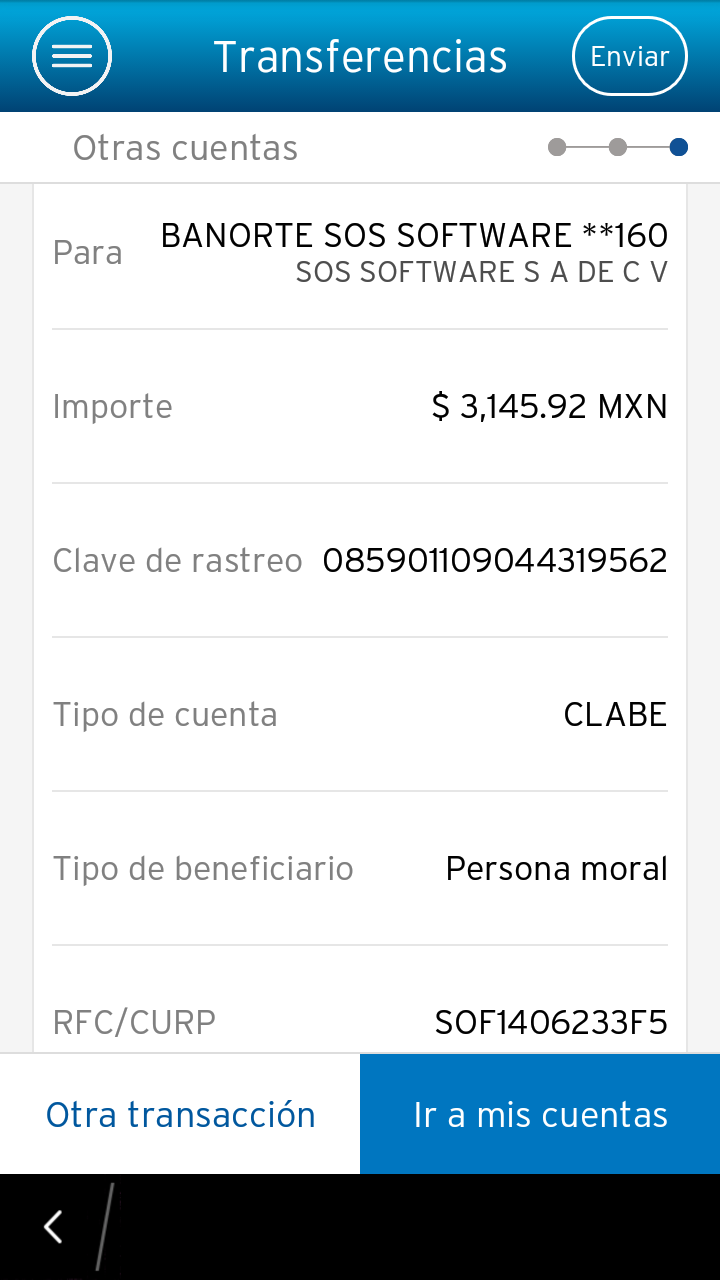 Transferencias
Enviar
Otras cuentas
Para
BANORTE SOS SOFTWARE **160
SOS SOFTWARE S A DE C V
Importe
$ 3,145.92 MXN
Clave de rastreo
085901109044319562
Tipo de cuenta
CLABE
Tipo de beneficiario
Persona moral
RFC/CURP
SOF1406233F5
Otra transacción
Ir a mis cuentas